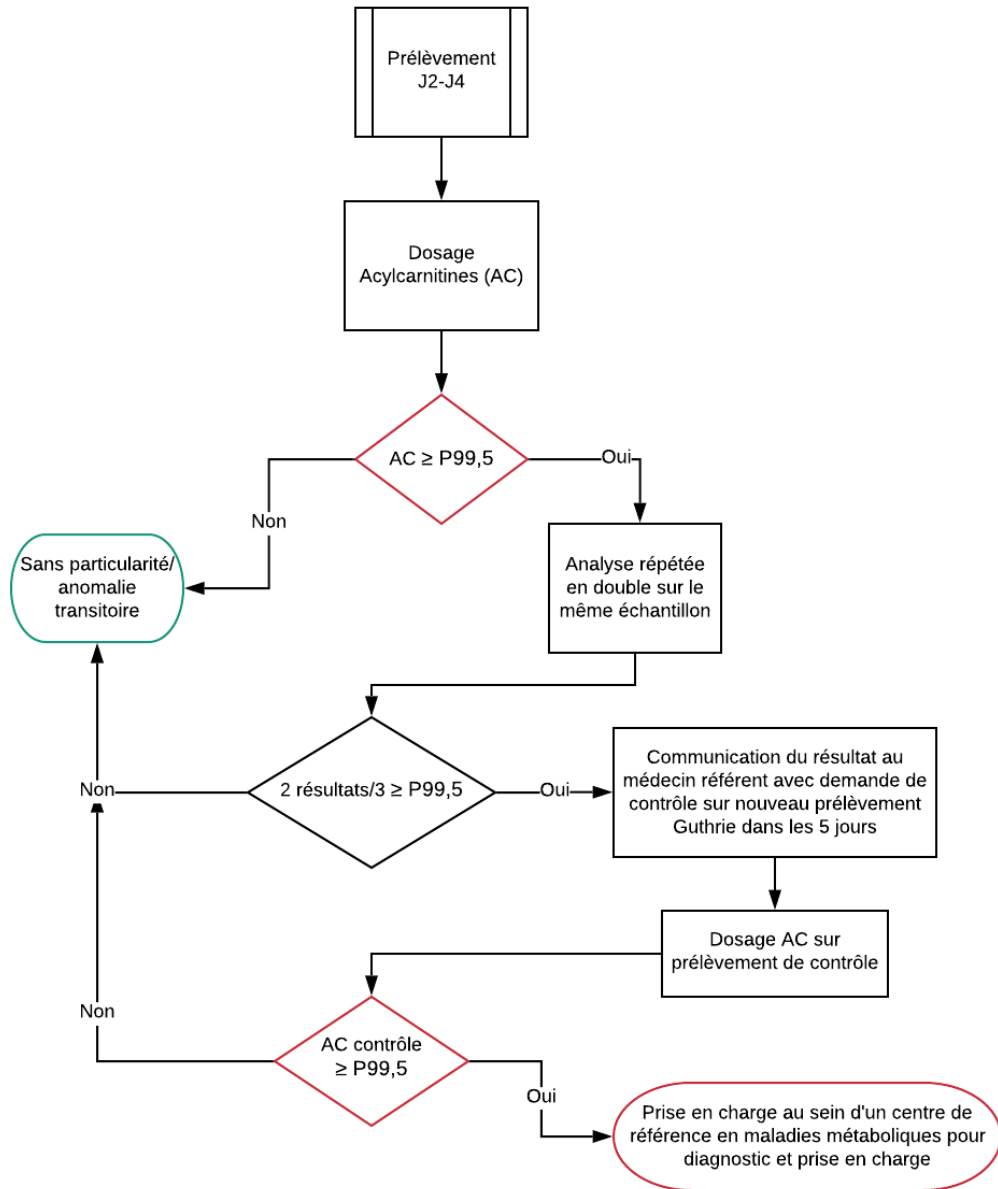 Prélèvement
J2-J4
Dosage
Acylcarnitines (AC)
AC ≥ P99,5
Oui
Non
Sans particularité/
anomalie
transitoire
Analyse répétée
en double sur le
même échantillon
2 résultats/3 ≥ P99,5
Non
Oui
Communication du résultat au
médecin référent avec demande de
contrôle sur nouveau prélèvement
Guthrie dans les 5 jours
Dosage AC sur
prélèvement de contrôle
Non
AC contrôle
≥ P99,5
Oui
Prise en charge au sein d'un centre de
référence en maladies métaboliques pour
diagnostic et prise en charge